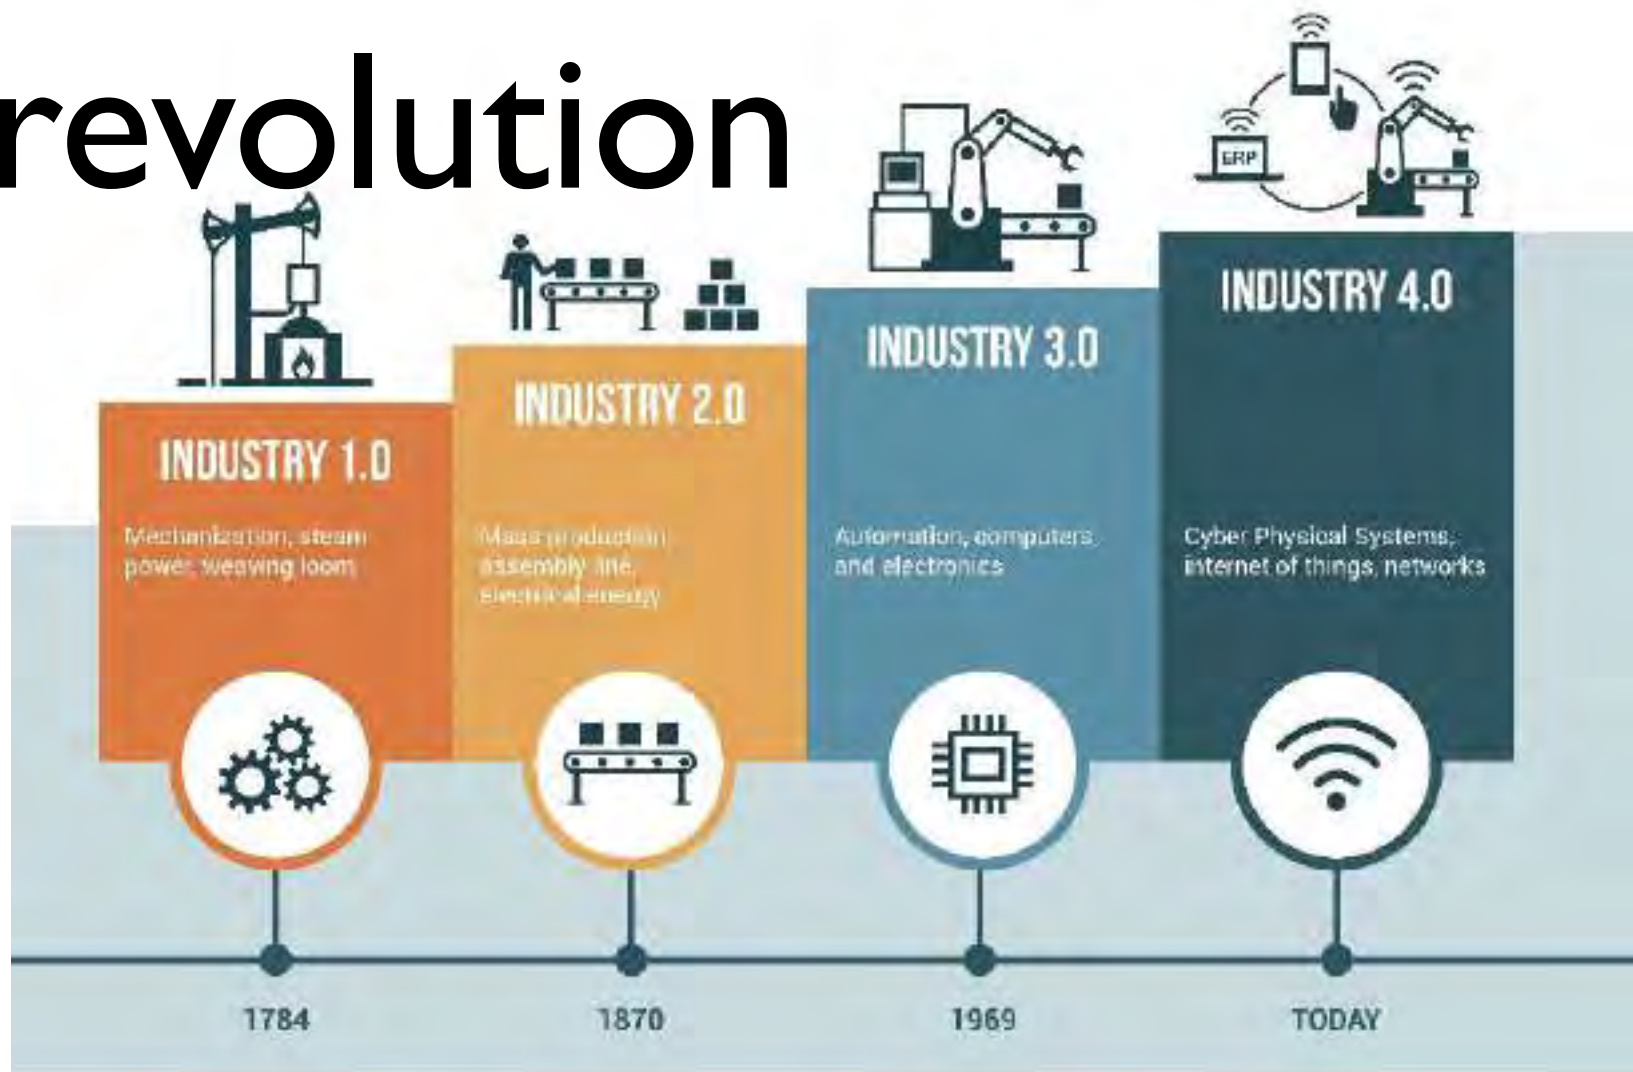 revolution
ERP
INDUSTRY 1.0
Mechanization, steam
power, weaving loom
INDUSTRY 2.0
Mass production,
assembly line,
electrical energy
INDUSTRY 3.0
Automation, computers
and electronics
INDUSTRY 4.0
Cyber Physical Systems,
internet of things, networks
1784
1870
1969
TODAY